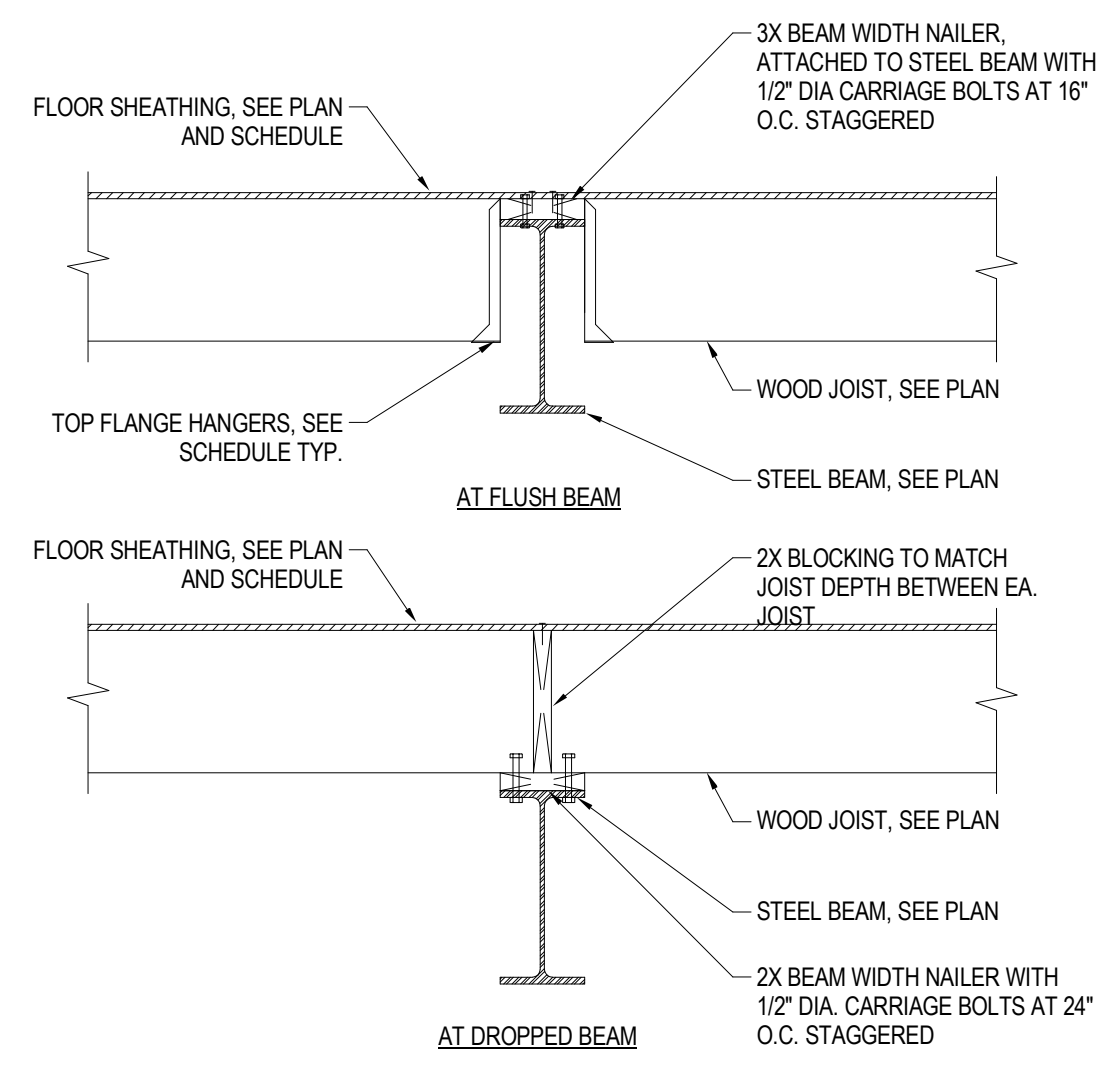 3X BEAM WIDTH NAILER,
ATTACHED TO STEEL BEAM WITH
1/2" DIA CARRIAGE BOLTS AT 16"
O.C. STAGGERED
FLOOR SHEATHING, SEE PLAN
AND SCHEDULE
WOOD JOIST, SEE PLAN
TOP FLANGE HANGERS, SEE
SCHEDULE TYP.
STEEL BEAM, SEE PLAN
AT FLUSH BEAM
FLOOR SHEATHING, SEE PLAN
AND SCHEDULE
2X BLOCKING TO MATCH
JOIST DEPTH BETWEEN EA.
JOIST
WOOD JOIST, SEE PLAN
STEEL BEAM, SEE PLAN
2X BEAM WIDTH NAILER WITH
1/2" DIA. CARRIAGE BOLTS AT 24"
O.C. STAGGERED
AT DROPPED BEAM